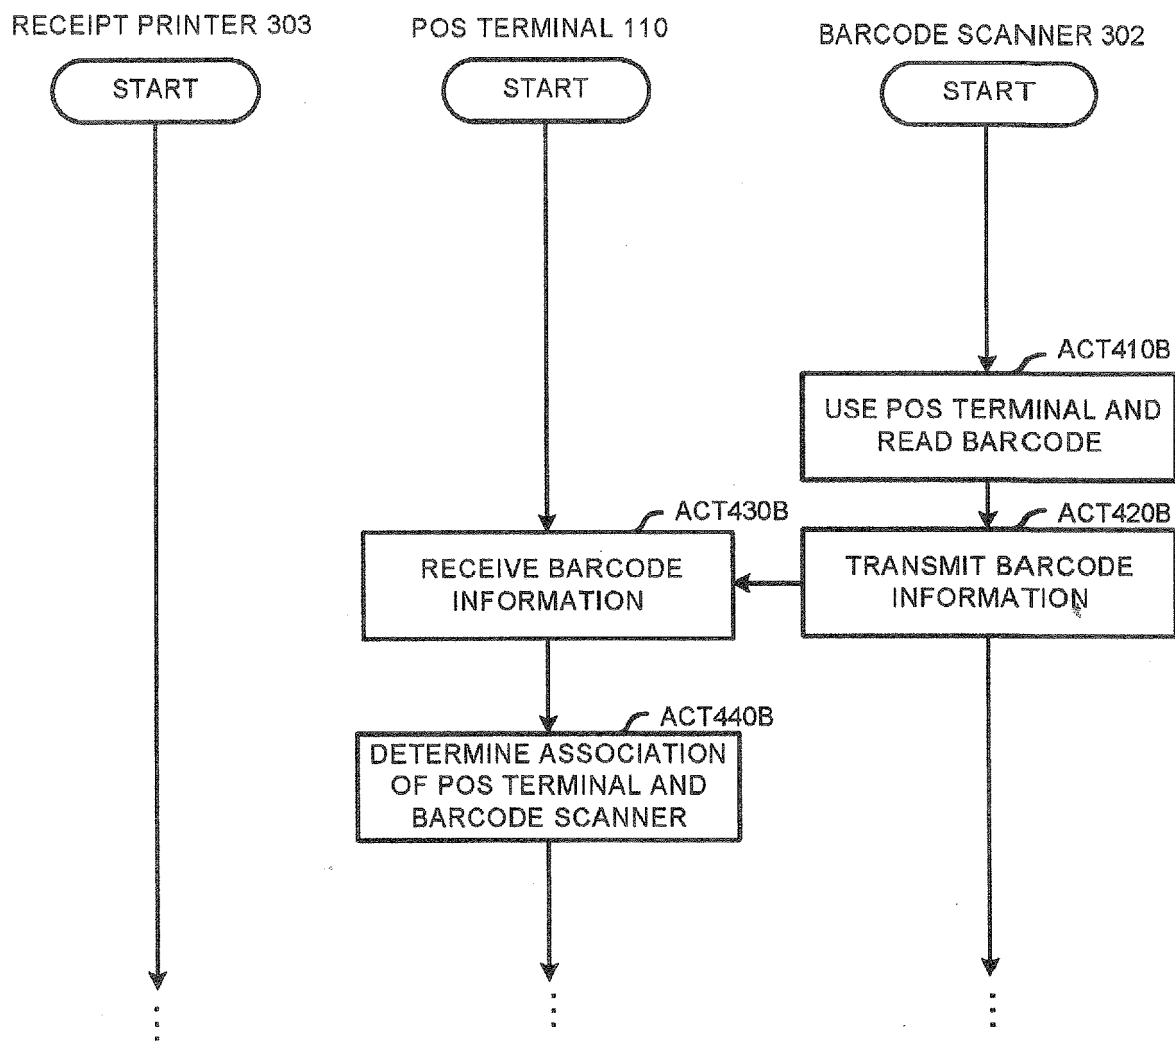 RECEIPT PRINTER 303
POS TERMINAL 110
BARCODE SCANNER 302
START
START
START
ACT410B
USE POS TERMINAL AND
READ BARCODE
ACT420B
TRANSMIT BARCODE
INFORMATION
ACT430B
RECEIVE BARCODE
INFORMATION
ACT440B
DETERMINE ASSOCIATION
OF POS TERMINAL AND
BARCODE SCANNER